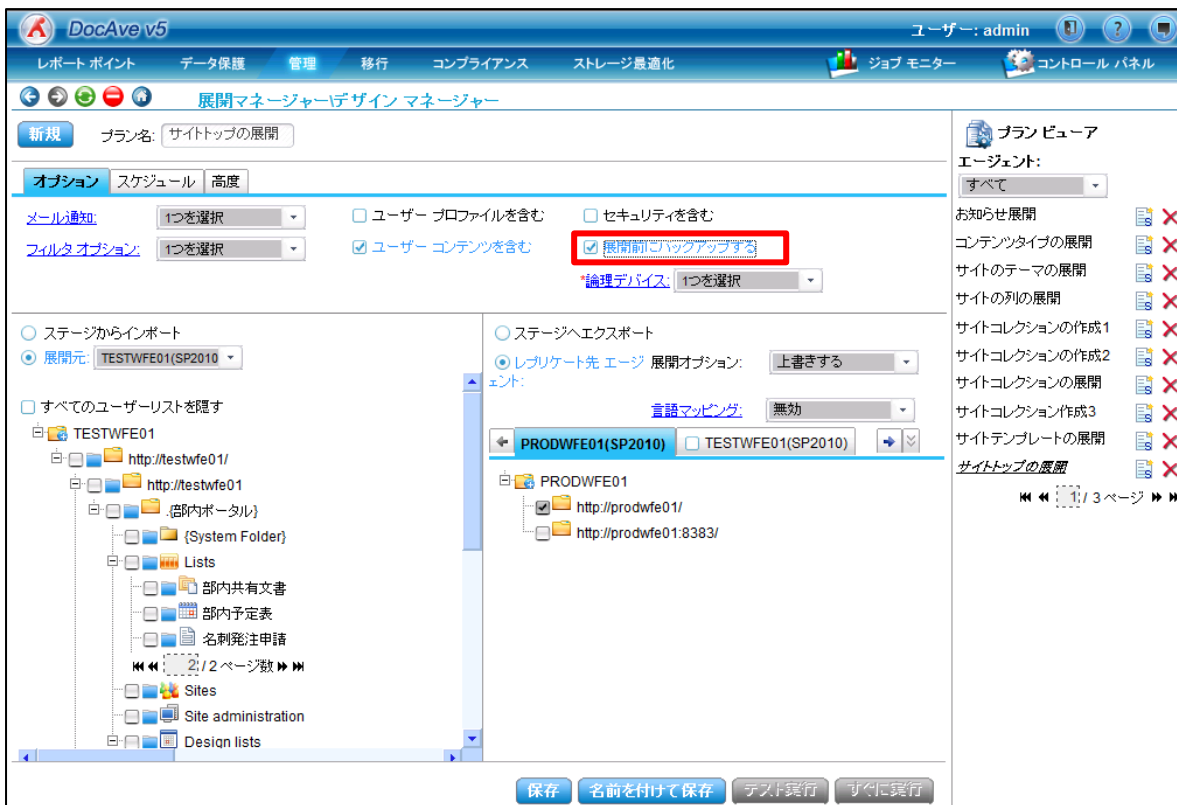 DocAve v5 ユーザー: admin
レポート ポイント データ保護 管理 移行 コンプライアンス ストレージ最適化 ジョブ モニター コントロール パネル
展開マネージャー\デザイン マネージャー
新規 プラン名: サイトトップの展開
オプション スケジュール 高度
メール通知: 1つを選択 ユーザー プロファイルを含む セキュリティを含む
フィルタ オプション: 1つを選択 ユーザー コンテンツを含む 展開前にバックアップする
*論理デバイス: 1つを選択
ステージからインポート
展開元: TESTWFE01(SP2010
すべてのユーザーリストを隠す
TESTWFE01
http://testwfe01/
http://testwfe01
.{部内ポータル}
{System Folder}
Lists
部内共有文書
部内予定表
名刺発注申請
2 / 2 ページ数
Sites
Site administration
Design lists
ステージへエクスポート
レプリケート先 エージェント: 展開オプション: 上書きする
言語マッピング: 無効
PRODWFE01(SP2010) TESTWFE01(SP2010)
PRODWFE01
http://prodwfe01/
http://prodwfe01:8383/
保存 名前を付けて保存 テスト実行 すぐに実行
プラン ビューア
エージェント:
すべて
お知らせ展開
コンテンツタイプの展開
サイトのテーマの展開
サイトの列の展開
サイトコレクションの作成1
サイトコレクションの作成2
サイトコレクションの展開
サイトコレクション作成3
サイトテンプレートの展開
サイトトップの展開
1 / 3 ページ